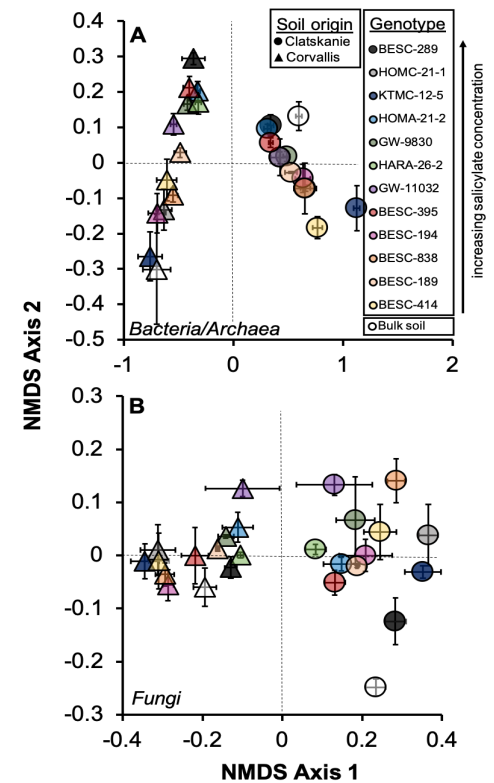 A
Soil origin
Clatskanie
Corvallis
Genotype
BESC-289
HOMC-21-1
KTMC-12-5
HOMA-21-2
GW-9830
HARA-26-2
GW-11032
BESC-395
BESC-194
BESC-838
BESC-189
BESC-414
Bulk soil
increasing salicylate concentration
0.4
0.3
0.2
0.1
0
-0.1
-0.2
-0.3
-0.4
-0.5
Bacteria/Archaea
-1
0
1
2
NMDS Axis 2
B
0.3
0.2
0.1
0
-0.1
-0.2
-0.3
Fungi
-0.4
-0.2
0
0.2
0.4
NMDS Axis 1